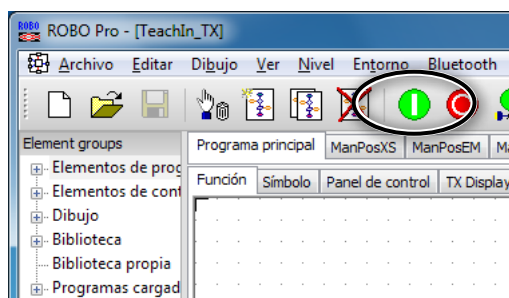 ROBO ROBO Pro - [TeachIn_TX]
Archivo Editar Dibujo Ver Nivel Entorno Bluetooth
Element groups
Programa principal ManPosXS ManPosEM
Elementos de prog
Función Símbolo Panel de control TX Display
Elementos de cont
Dibujo
Biblioteca
Biblioteca propia
Programas cargad